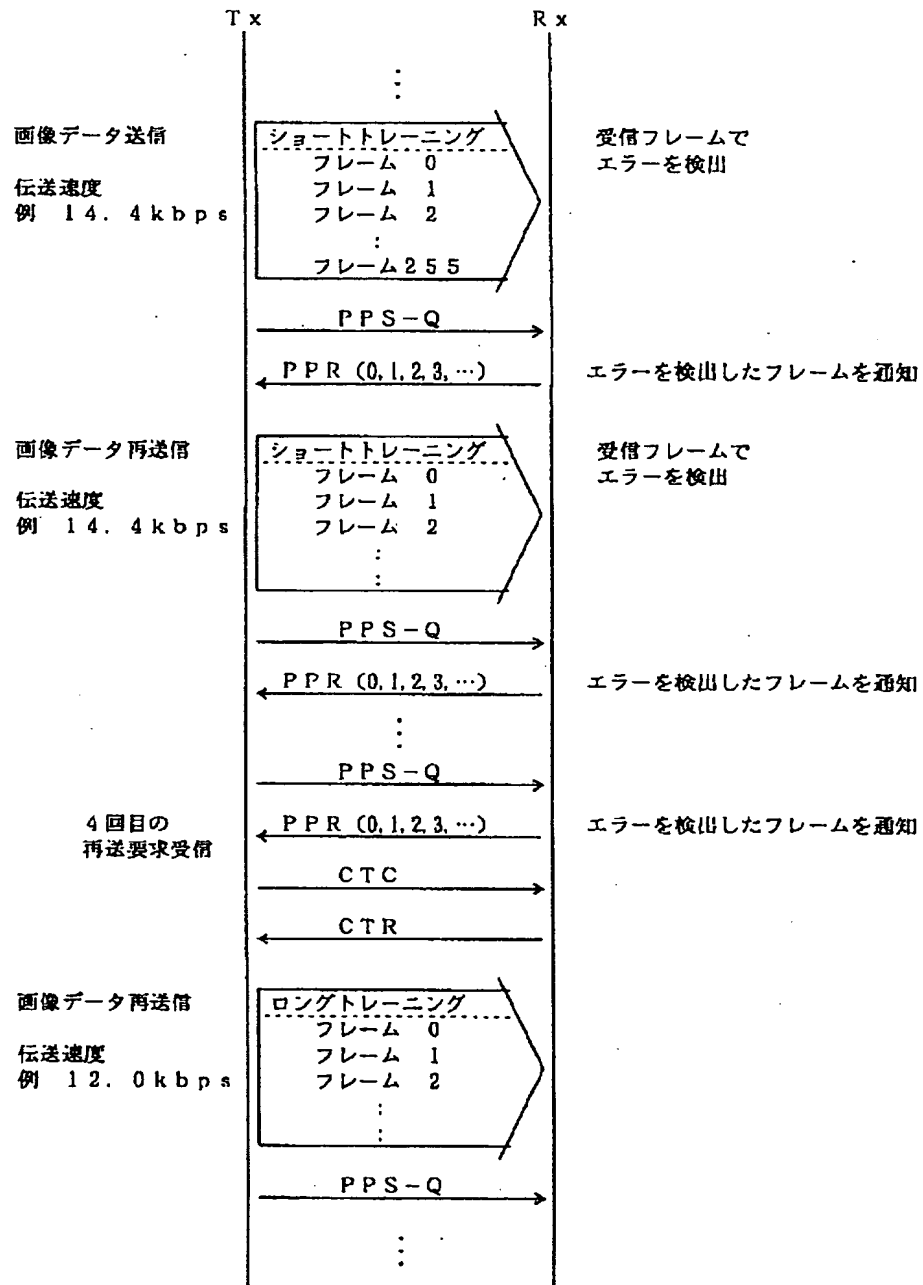 Tx
Rx
画像データ送信
伝送速度
例 14.4kbps
ショートトレーニング
フレーム 0
フレーム 1
フレーム 2
:
フレーム255
受信フレームで
エラーを検出
PPS-Q
PPR (0,1,2,3,…)
エラーを検出したフレームを通知
画像データ再送信
伝送速度
例 14.4kbps
ショートトレーニング
フレーム 0
フレーム 1
フレーム 2
:
:
受信フレームで
エラーを検出
PPS-Q
PPR (0,1,2,3,…)
エラーを検出したフレームを通知
PPS-Q
4回目の
再送要求受信
PPR (0,1,2,3,…)
エラーを検出したフレームを通知
CTC
CTR
画像データ再送信
伝送速度
例 12.0kbps
ロングトレーニング
フレーム 0
フレーム 1
フレーム 2
:
:
PPS-Q